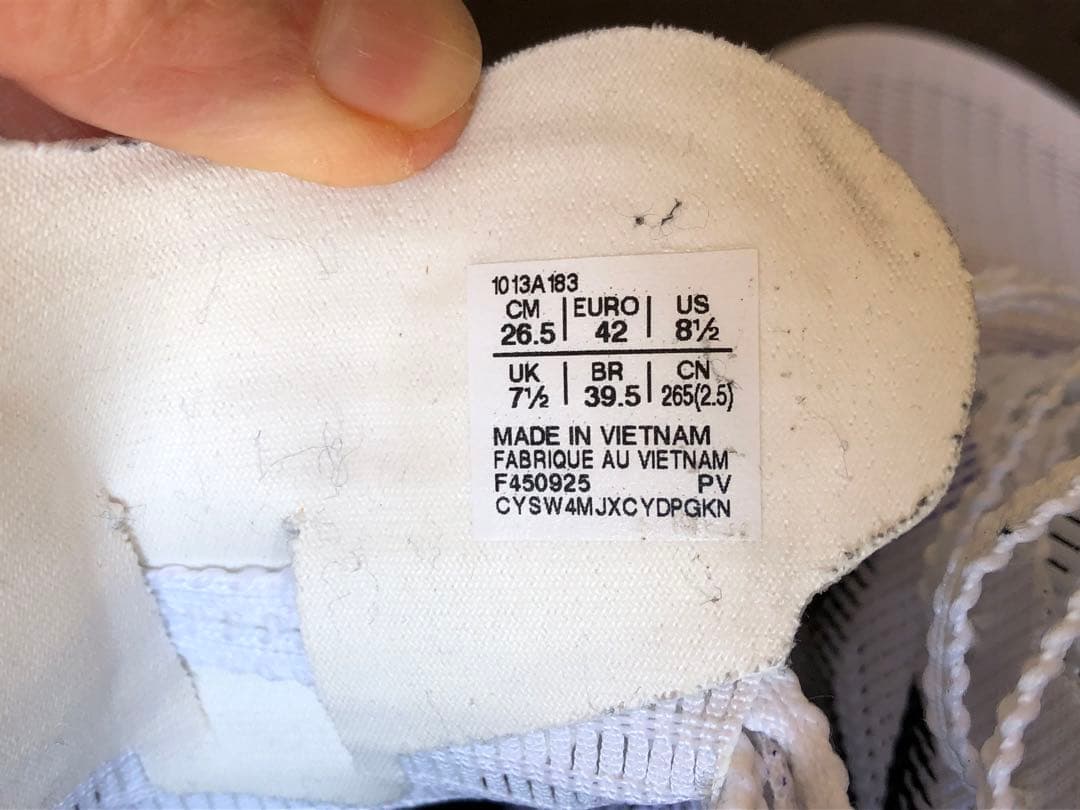 1013A183
CM | EURO | US
26.5 | 42 | 8½
UK | BR | CN
7½ | 39.5 | 265(2.5)
MADE IN VIETNAM
FABRIQUE AU VIETNAM
F450925 PV
CYSW4MJXCYDPGKN